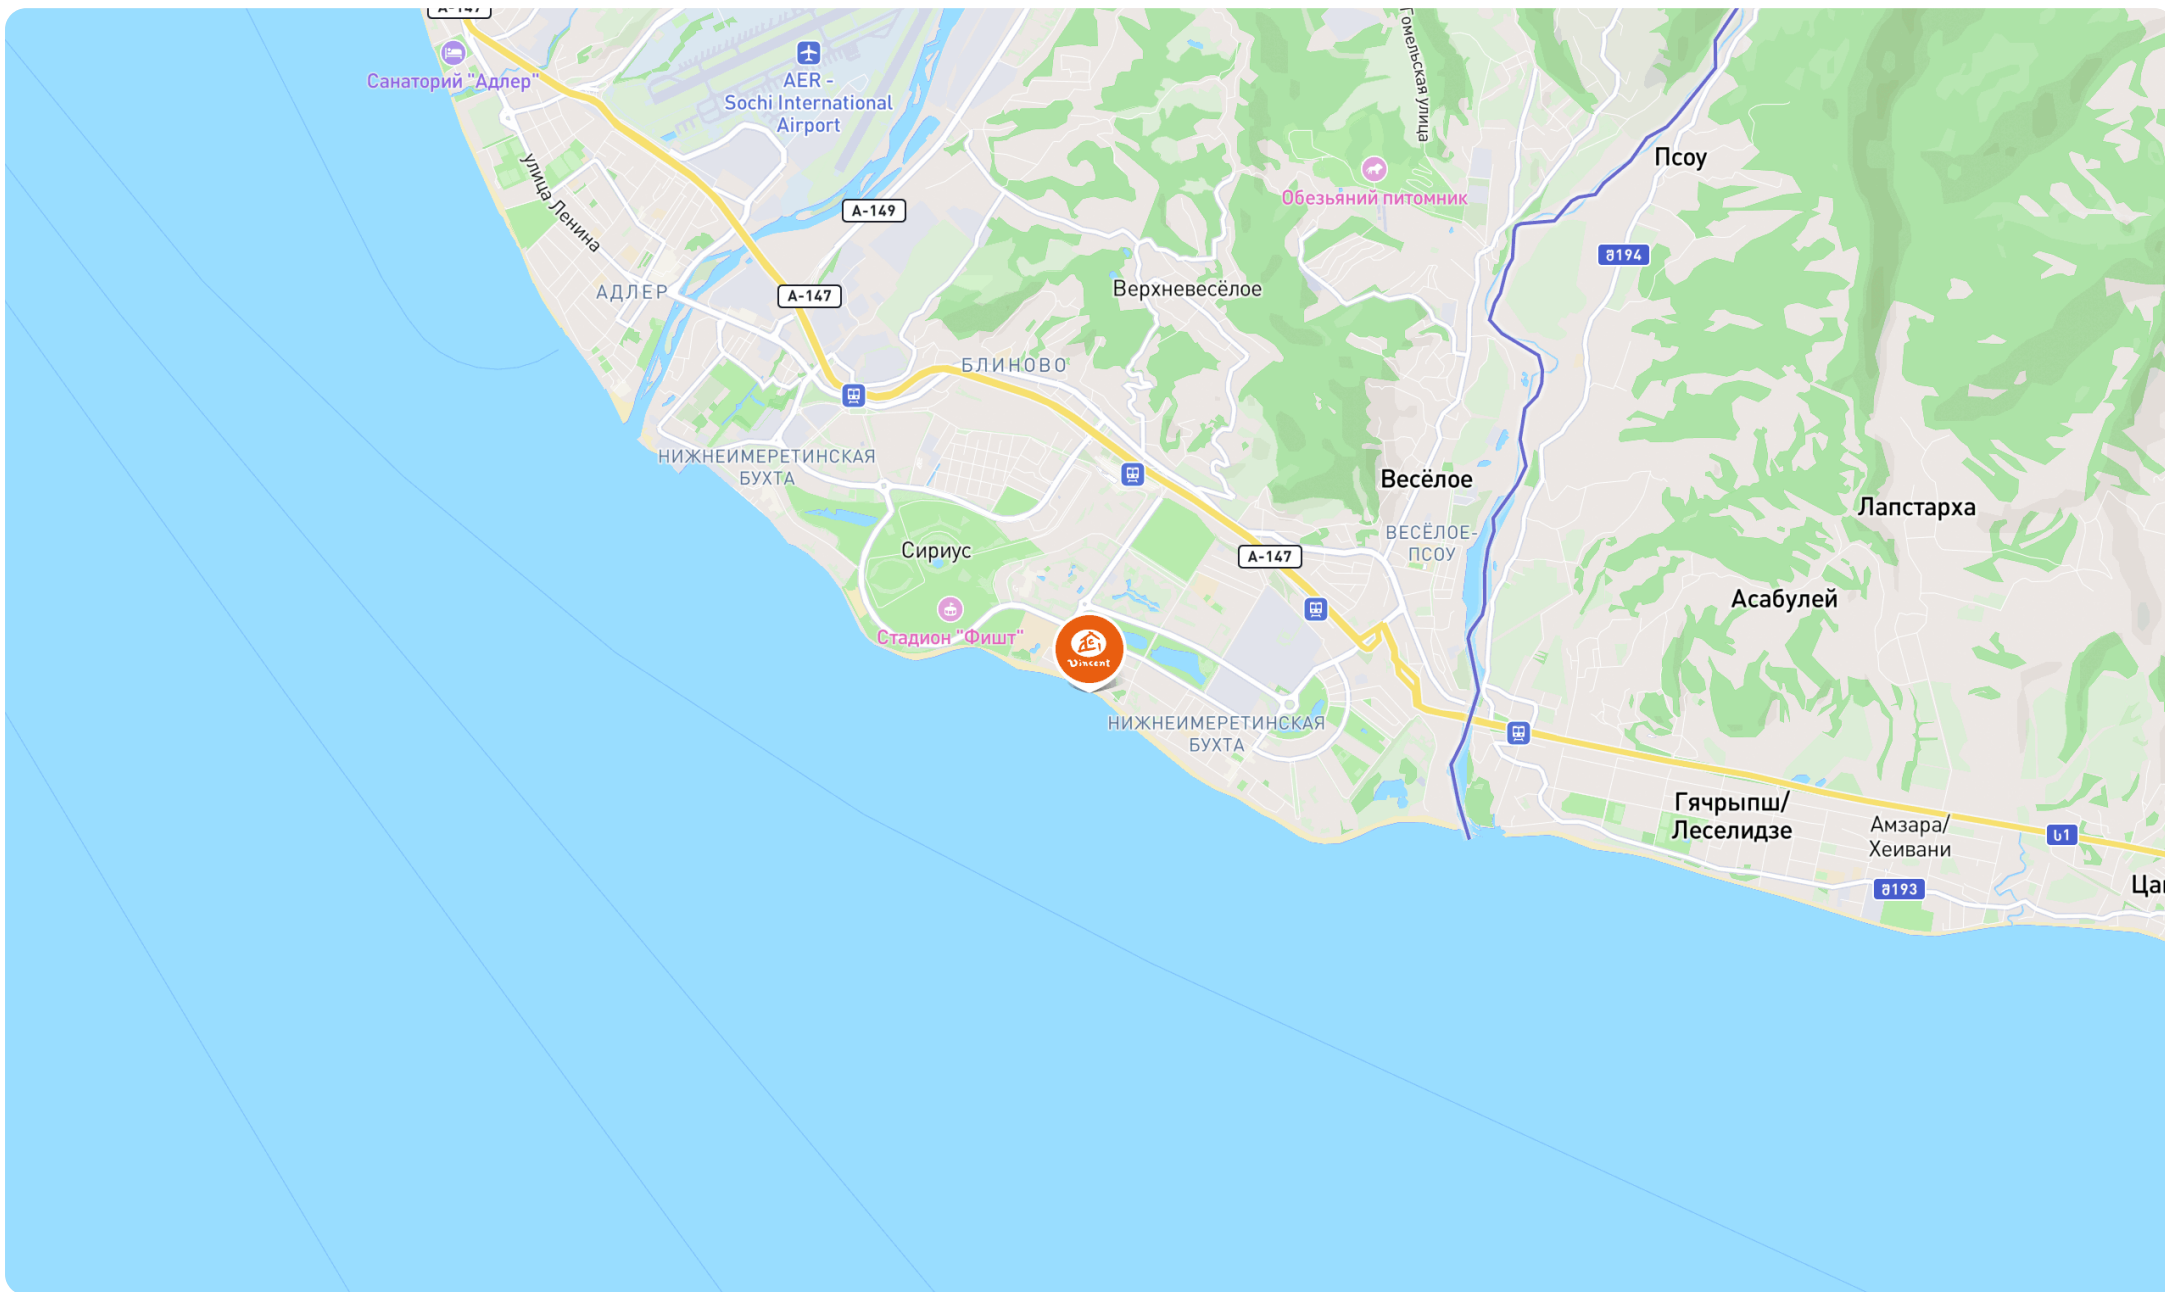 А-147
Санаторий "Адлер"
AER -
Sochi International
Airport
Гомельская улица
Псоу
улица Ленина
Обезьяний питомник
А-149
შ194
АДЛЕР
А-147
Верхневесёлое
БЛИНОВО
НИЖНЕИМЕРЕТИНСКАЯ
БУХТА
Весёлое
Лапстарха
ВЕСЁЛОЕ-
ПСОУ
Сириус
А-147
Асабулей
Стадион "Фишт"
Vincent
НИЖНЕИМЕРЕТИНСКАЯ
БУХТА
Гячрыпш/
Леселидзе
Амзара/
Хеивани
ს1
შ193